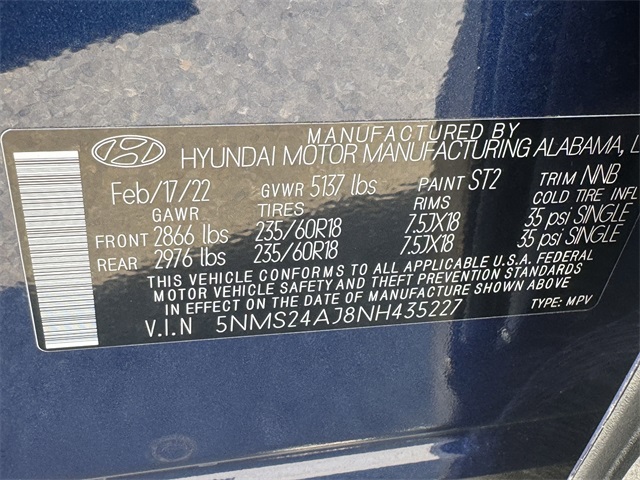 MANUFACTURED BY
HYUNDAI MOTOR MANUFACTURING ALABAMA, L
Feb/17/22 GVWR 5137 lbs PAINT ST2 TRIM NNB
GAWR TIRES RIMS COLD TIRE INFL
FRONT 2866 lbs 235/60R18 7.5JX18 35 psi SINGLE
REAR 2976 lbs 235/60R18 7.5JX18 35 psi SINGLE
THIS VEHICLE CONFORMS TO ALL APPLICABLE U.S.A. FEDERAL
MOTOR VEHICLE SAFETY AND THEFT PREVENTION STANDARDS
IN EFFECT ON THE DATE OF MANUFACTURE SHOWN ABOVE
V.I.N 5NMS24AJ8NH435227 TYPE: MPV